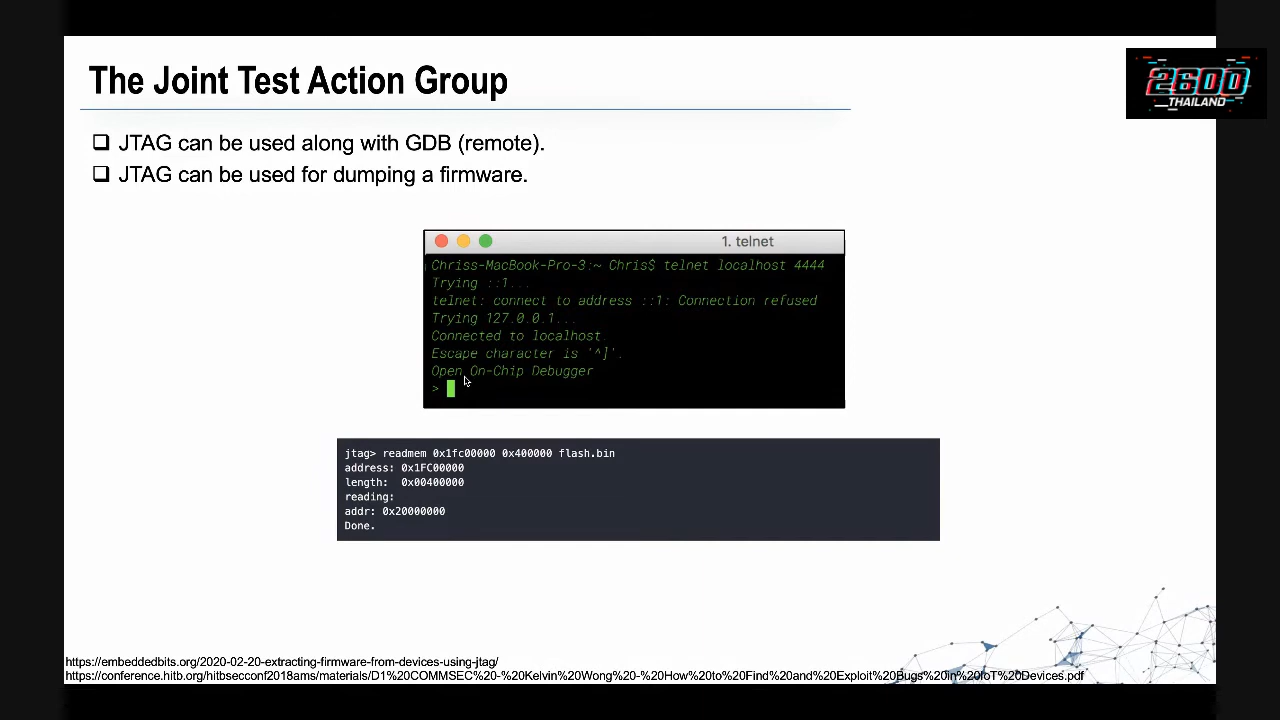 The Joint Test Action Group
2600
THAILAND
❑ JTAG can be used along with GDB (remote).
❑ JTAG can be used for dumping a firmware.
1. telnet
Chriss-MacBook-Pro-3:~ Chris$ telnet localhost 4444
Trying ::1...
telnet: connect to address ::1: Connection refused
Trying 127.0.0.1...
Connected to localhost.
Escape character is '^]'.
Open On-Chip Debugger
>
jtag> readmem 0x1fc00000 0x400000 flash.bin
address: 0x1FC00000
length:  0x00400000
reading:
addr: 0x20000000
Done.
https://embeddedbits.org/2020-02-20-extracting-firmware-from-devices-using-jtag/
https://conference.hitb.org/hitbsecconf2018ams/materials/D1%20COMMSEC%20-%20Kelvin%20Wong%20-%20How%20to%20Find%20and%20Exploit%20Bugs%20in%20IoT%20Devices.pdf